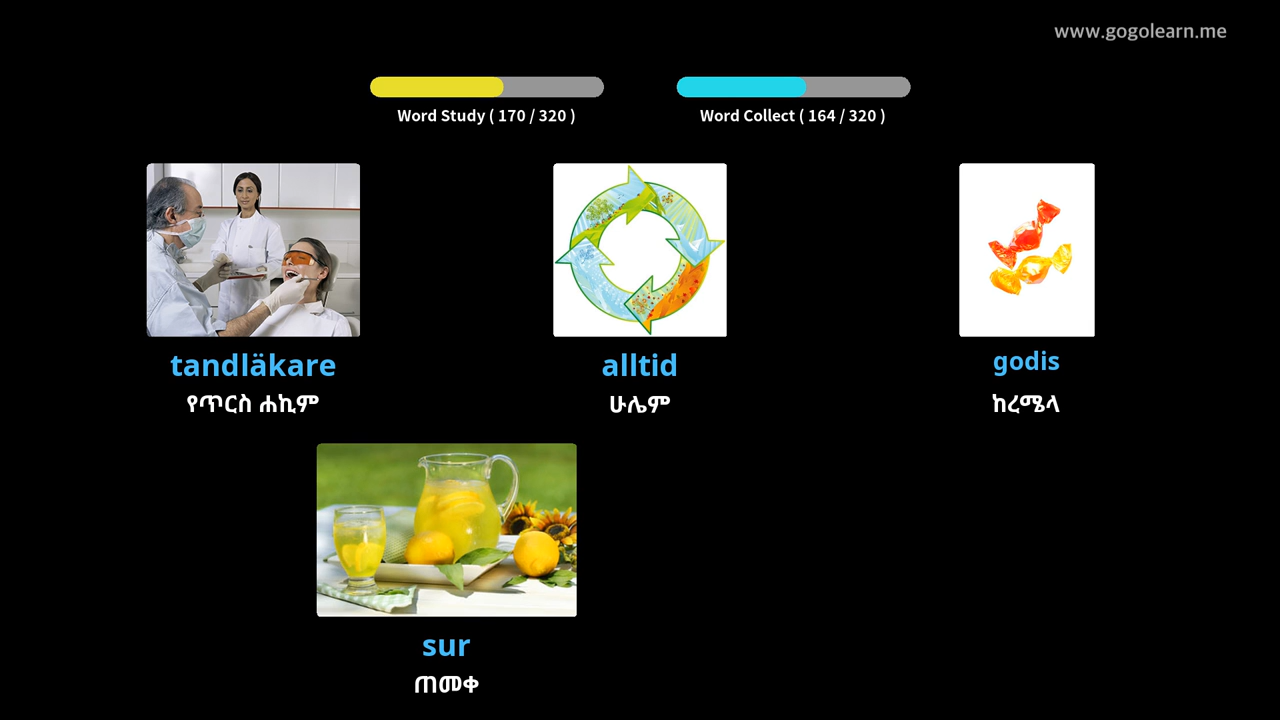 www.gogolearn.me
Word Study ( 170 / 320 )
Word Collect ( 164 / 320 )
tandläkare
የጥርስ ሐኪም
alltid
ሁሌም
godis
ከረሜላ
sur
ጠመቀ